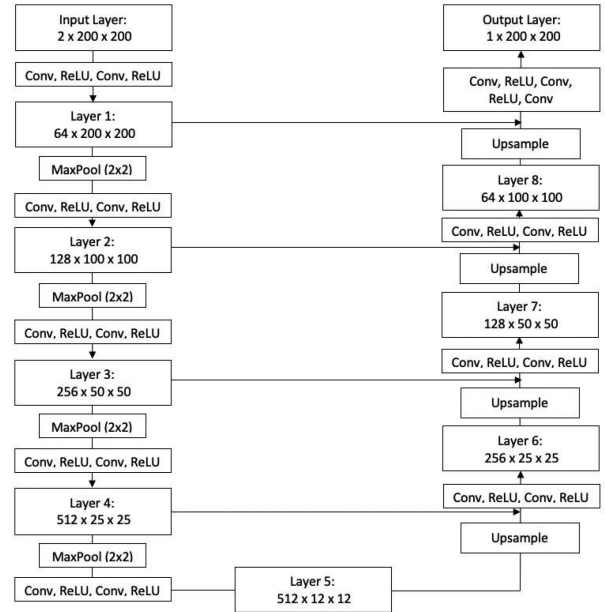 Input Layer:
2 x 200 x 200
Conv, ReLU, Conv, ReLU
Layer 1:
64 x 200 x 200
MaxPool (2x2)
Conv, ReLU, Conv, ReLU
Layer 2:
128 x 100 x 100
MaxPool (2x2)
Conv, ReLU, Conv, ReLU
Layer 3:
256 x 50 x 50
MaxPool (2x2)
Conv, ReLU, Conv, ReLU
Layer 4:
512 x 25 x 25
MaxPool (2x2)
Conv, ReLU, Conv, ReLU
Layer 5:
512 x 12 x 12
Output Layer:
1 x 200 x 200
Conv, ReLU, Conv,
ReLU, Conv
Upsample
Layer 8:
64 x 100 x 100
Conv, ReLU, Conv, ReLU
Upsample
Layer 7:
128 x 50 x 50
Conv, ReLU, Conv, ReLU
Upsample
Layer 6:
256 x 25 x 25
Conv, ReLU, Conv, ReLU
Upsample